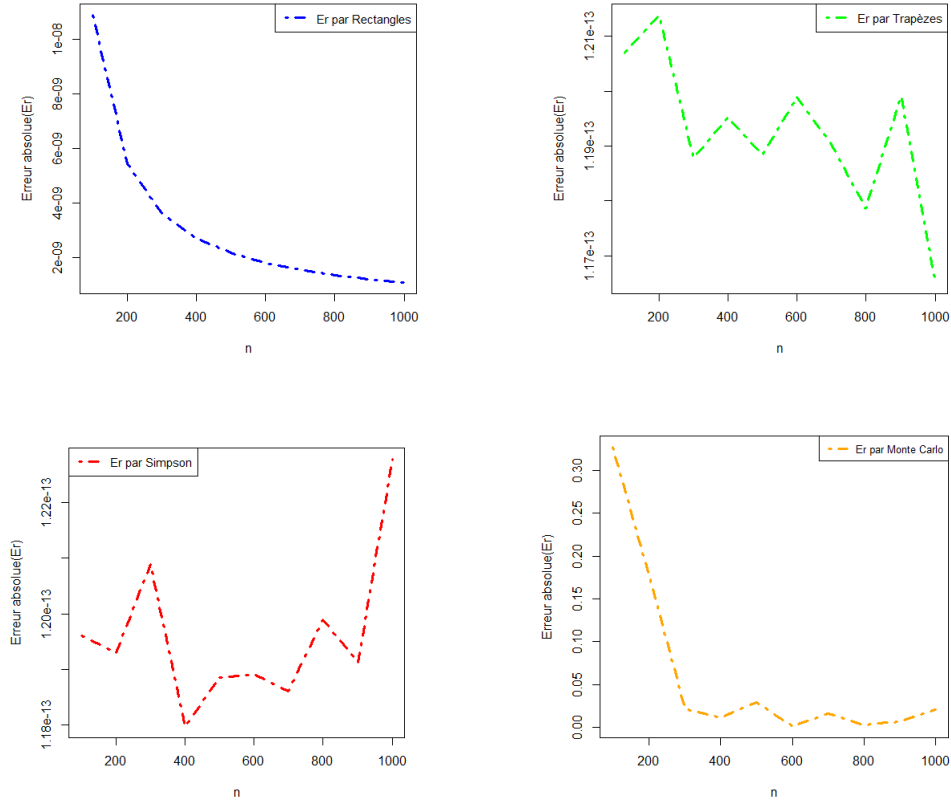 Er par Rectangles
Erreur absolue(Er)
1e-08
8e-09
6e-09
4e-09
2e-09
200 400 600 800 1000
n
Er par Trapèzes
Erreur absolue(Er)
1.21e-13
1.19e-13
1.17e-13
200 400 600 800 1000
n
Er par Simpson
Erreur absolue(Er)
1.22e-13
1.20e-13
1.18e-13
200 400 600 800 1000
n
Er par Monte Carlo
Erreur absolue(Er)
0.30
0.25
0.20
0.15
0.10
0.05
0.00
200 400 600 800 1000
n